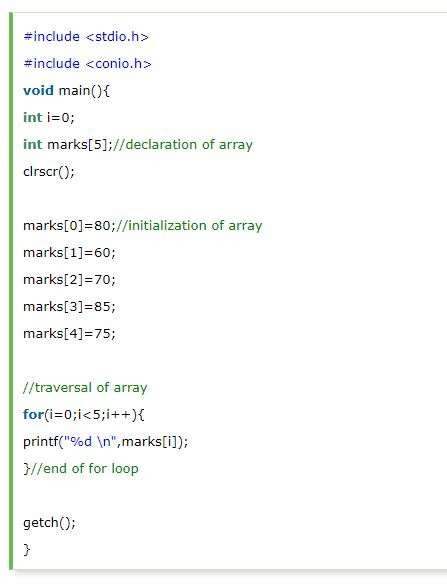 #include <stdio.h>
#include <conio.h>
void main(){
int i=0;
int marks[5];//declaration of array
clrscr();
marks[0]=80;//initialization of array
marks[1]=60;
marks[2]=70;
marks[3]=85;
marks[4]=75;
//traversal of array
for(i=0;i<5;i++){
printf("%d \n",marks[i]);
}//end of for loop
getch();
}